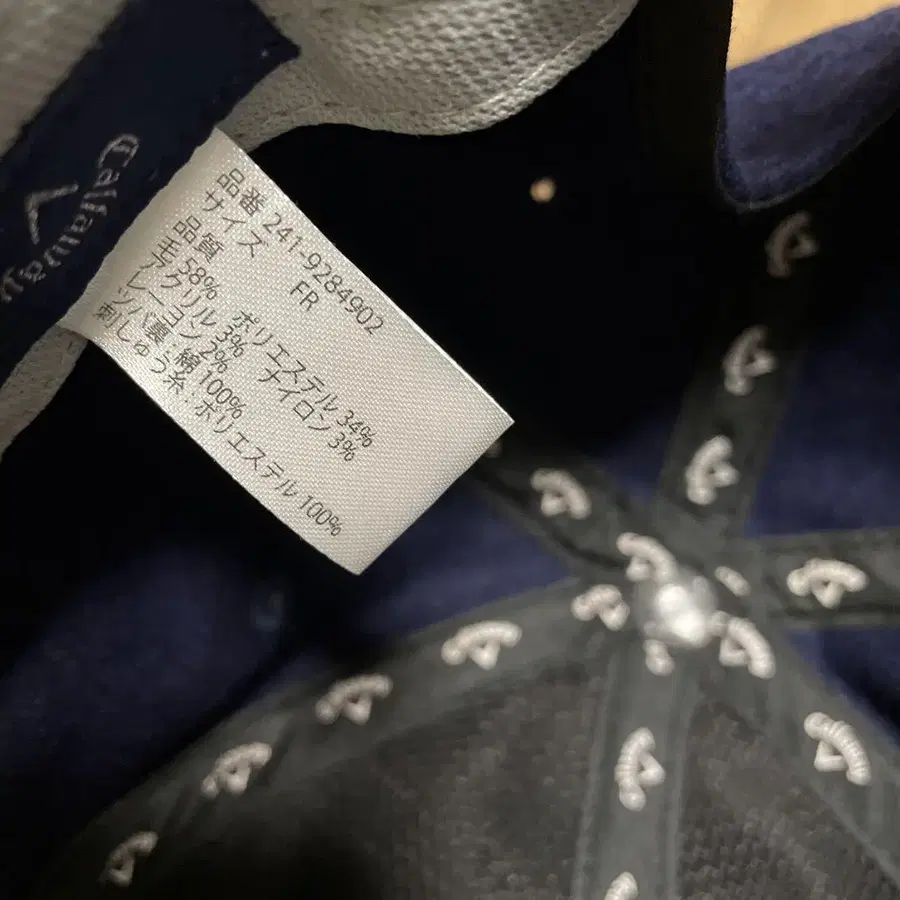 Callaway
品番 241-9284902
サイズ FR
品質
毛 58% ポリエステル 34%
アクリル 3% ナイロン 3%
レーヨン 2%
ツバ裏：綿 100%
刺しゅう糸：ポリエステル 100%